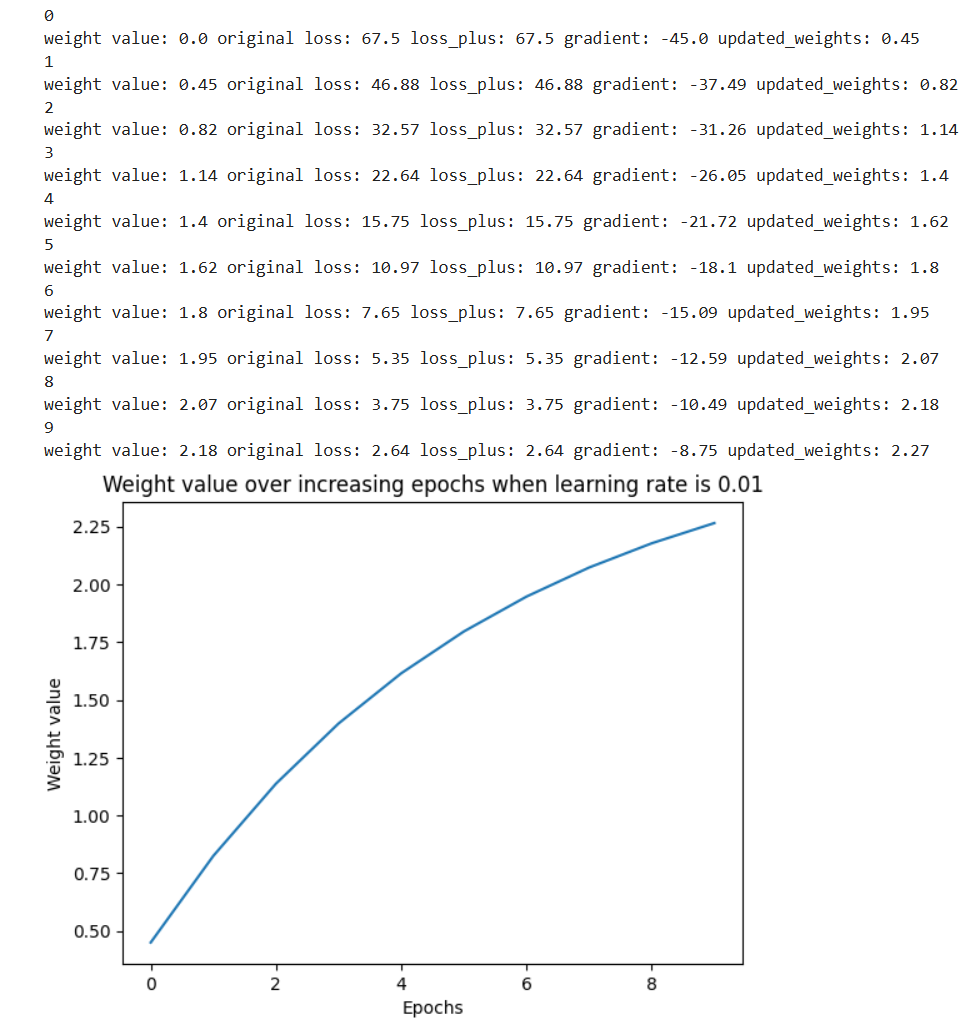 0
weight value: 0.0 original loss: 67.5 loss_plus: 67.5 gradient: -45.0 updated_weights: 0.45
1
weight value: 0.45 original loss: 46.88 loss_plus: 46.88 gradient: -37.49 updated_weights: 0.82
2
weight value: 0.82 original loss: 32.57 loss_plus: 32.57 gradient: -31.26 updated_weights: 1.14
3
weight value: 1.14 original loss: 22.64 loss_plus: 22.64 gradient: -26.05 updated_weights: 1.4
4
weight value: 1.4 original loss: 15.75 loss_plus: 15.75 gradient: -21.72 updated_weights: 1.62
5
weight value: 1.62 original loss: 10.97 loss_plus: 10.97 gradient: -18.1 updated_weights: 1.8
6
weight value: 1.8 original loss: 7.65 loss_plus: 7.65 gradient: -15.09 updated_weights: 1.95
7
weight value: 1.95 original loss: 5.35 loss_plus: 5.35 gradient: -12.59 updated_weights: 2.07
8
weight value: 2.07 original loss: 3.75 loss_plus: 3.75 gradient: -10.49 updated_weights: 2.18
9
weight value: 2.18 original loss: 2.64 loss_plus: 2.64 gradient: -8.75 updated_weights: 2.27
Weight value over increasing epochs when learning rate is 0.01
Weight value
2.25
2.00
1.75
1.50
1.25
1.00
0.75
0.50
0 2 4 6 8
Epochs